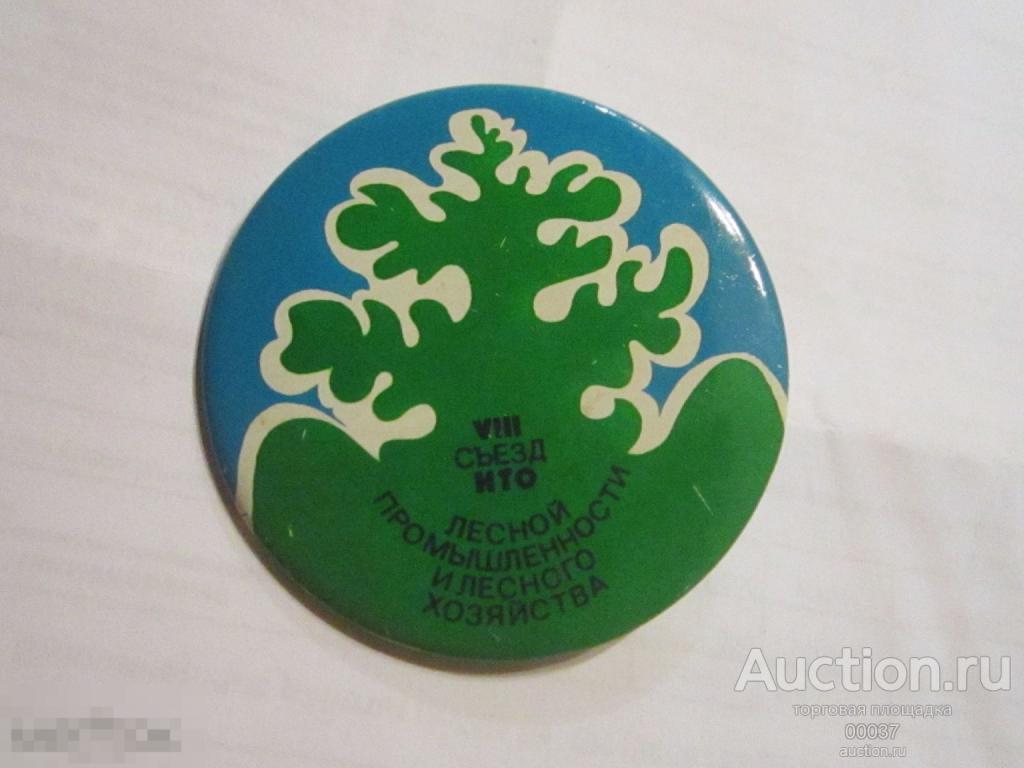 VIII
СЪЕЗД
НТО
ЛЕСНОЙ
ПРОМЫШЛЕННОСТИ
И ЛЕСНОГО
ХОЗЯЙСТВА
Auction.ru
торговая площадка
00037
auction.ru